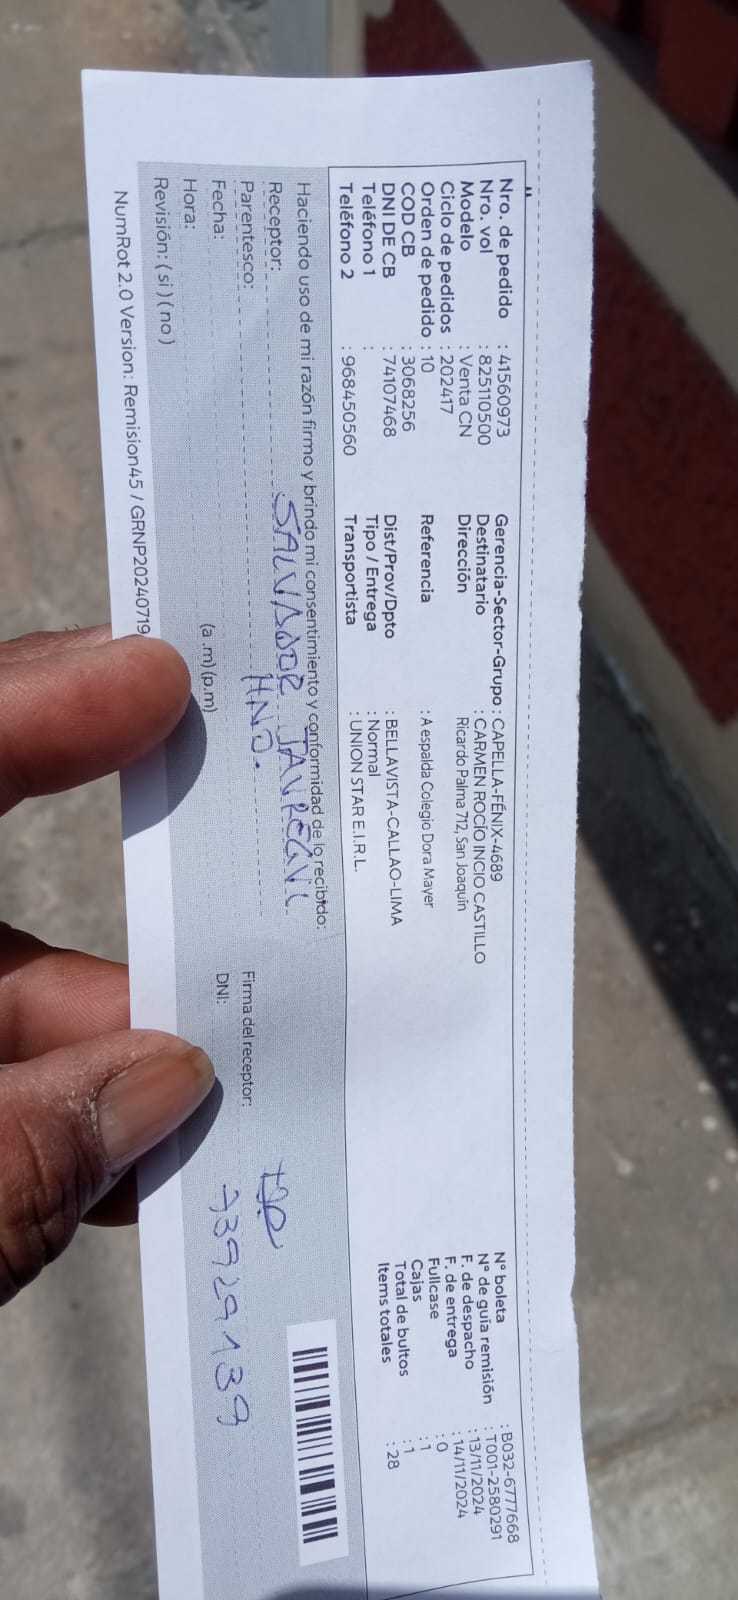 Nro. de pedido : 41560973
Nro. vol : 825110500
Modelo : Venta CN
Ciclo de pedidos : 202417
Orden de pedido : 10
COD CB : 3068256
DNI DE CB : 74107468
Teléfono 1 :
Teléfono 2 : 968450560
Gerencia-Sector-Grupo : CAPELLA-FÉNIX-4689
Destinatario : CARMEN ROCÍO INCIO CASTILLO
Dirección Ricardo Palma 712, San Joaquin
Referencia : A espalda Colegio Dora Mayer
Dist/Prov/Dpto : BELLAVISTA-CALLAO-LIMA
Tipo / Entrega : Normal
Transportista : UNION STAR E.I.R.L.
N° boleta : B032-6777668
N° de guía remisión : T001-2580291
F. de despacho : 13/11/2024
F. de entrega : 14/11/2024
Fullcase : 0
Cajas : 1
Total de bultos : 1
Items totales : 28
Haciendo uso de mi razón firmo y brindo mi consentimiento y conformidad de lo recibido:
Receptor: SALVADOR JAUREGUI
Parentesco: HNO.
Fecha:
Hora: (a .m) (p.m)
Revisión: ( si ) ( no )
Firma del receptor:
DNI: 73929139
NumRot 2.0 Version: Remision45 / GRNP20240719